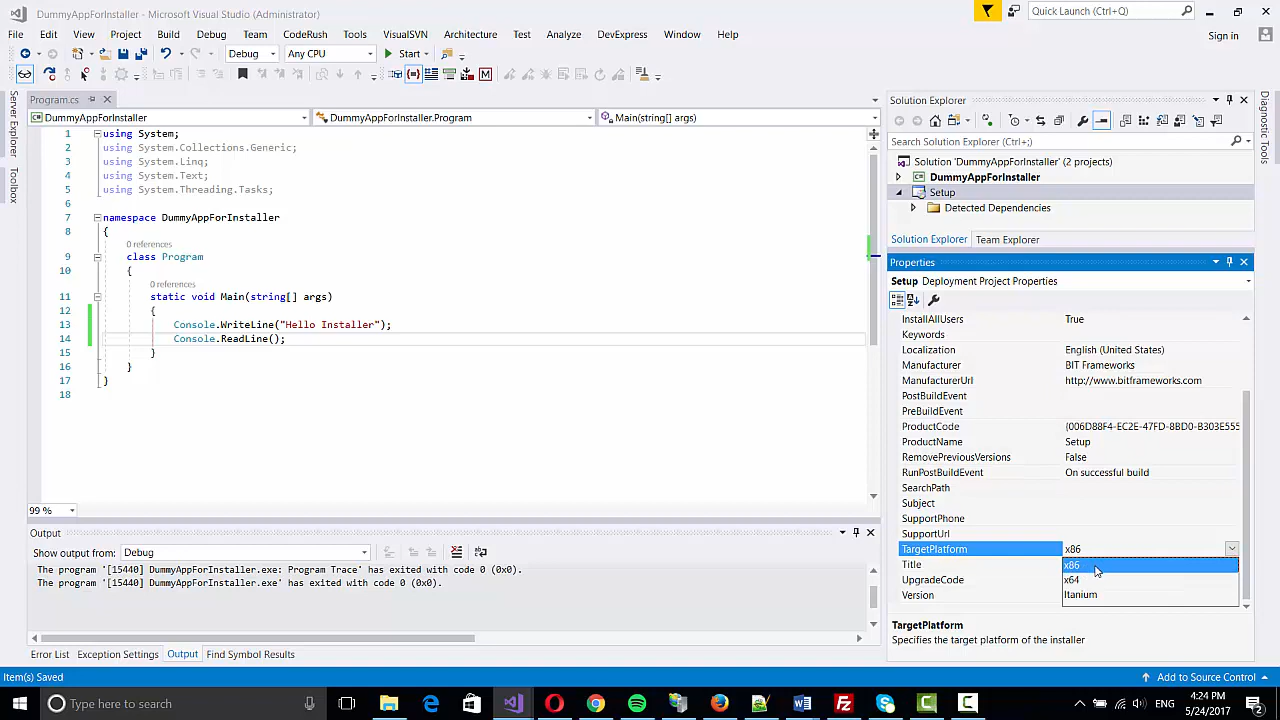 DummyAppForInstaller - Microsoft Visual Studio (Administrator)
Quick Launch (Ctrl+Q)
File Edit View Project Build Debug Team CodeRush Tools VisualSVN Architecture Test Analyze DevExpress Window Help
Sign in
Debug Any CPU Start
Server Explorer
Toolbox
Program.cs
DummyAppForInstaller DummyAppForInstaller.Program Main(string[] args)
1 using System;
2 using System.Collections.Generic;
3 using System.Linq;
4 using System.Text;
5 using System.Threading.Tasks;
6
7 namespace DummyAppForInstaller
8 {
0 references
9 class Program
10 {
0 references
11 static void Main(string[] args)
12 {
13 Console.WriteLine("Hello Installer");
14 Console.ReadLine();
15 }
16 }
17 }
18
99 %
Output
Show output from: Debug
The program '[15440] DummyAppForInstaller.exe: Program Trace' has exited with code 0 (0x0).
The program '[15440] DummyAppForInstaller.exe' has exited with code 0 (0x0).
Error List Exception Settings Output Find Symbol Results
Solution Explorer
Search Solution Explorer (Ctrl+;)
Solution 'DummyAppForInstaller' (2 projects)
DummyAppForInstaller
Setup
Detected Dependencies
Solution Explorer Team Explorer
Properties
Setup Deployment Project Properties
InstallAllUsers True
Keywords
Localization English (United States)
Manufacturer BIT Frameworks
ManufacturerUrl http://www.bitframeworks.com
PostBuildEvent
PreBuildEvent
ProductCode {006D88F4-EC2E-47FD-8BD0-B303E555
ProductName Setup
RemovePreviousVersions False
RunPostBuildEvent On successful build
SearchPath
Subject
SupportPhone
SupportUrl
TargetPlatform x86
Title x86
UpgradeCode x64
Version Itanium
TargetPlatform
Specifies the target platform of the installer
Diagnostic Tools
Item(s) Saved
Add to Source Control
Type here to search
ENG
4:24 PM
5/24/2017